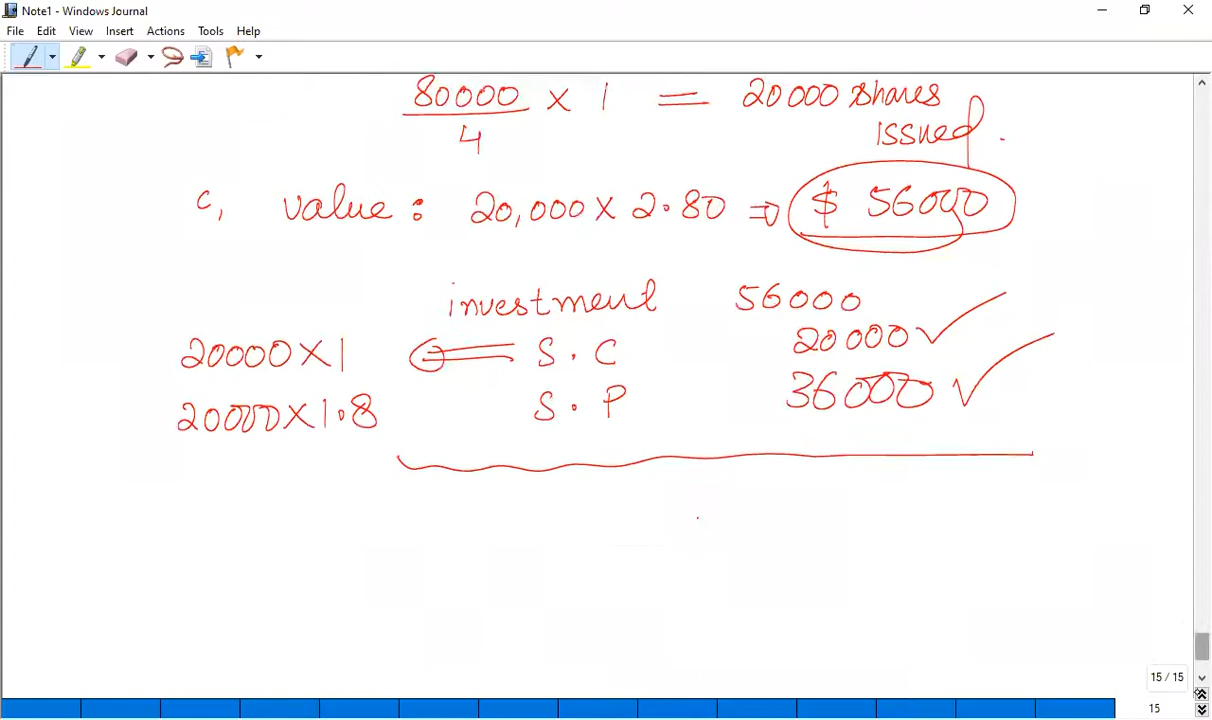 Note1 - Windows Journal
File Edit View Insert Actions Tools Help
80000 × 1 = 20000 shares
4
issued.
c, value : 20,000 × 2.80 ⇒ $ 56000
investment 56000
20000 × 1 ⇐ S.C 20000 ✓
20000 × 1.8 S.P 36000 ✓
15 / 15
15